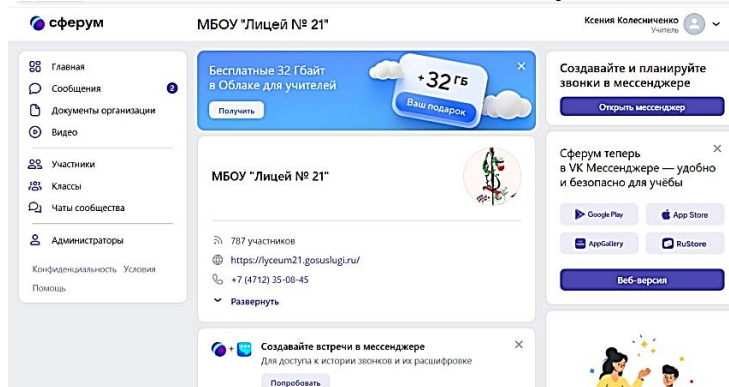 сферум
МБОУ "Лицей № 21"
Ксения Колесниченко
Учитель
Главная
Сообщения 2
Документы организации
Видео
Участники
Классы
Чаты сообщества
Администраторы
Конфиденциальность Условия
Помощь
Бесплатные 32 Гбайт
в Облаке для учителей
Получить
+32 ГБ
Ваш подарок
МБОУ "Лицей № 21"
787 участников
https://lyceum21.gosuslugi.ru/
+7 (4712) 35-08-45
Развернуть
Создавайте встречи в мессенджере
Для доступа к истории звонков и их расшифровке
Попробовать
Создавайте и планируйте
звонки в мессенджере
Открыть мессенджер
Сферум теперь
в VK Мессенджере — удобно
и безопасно для учёбы
Google Play
App Store
AppGallery
RuStore
Веб-версия